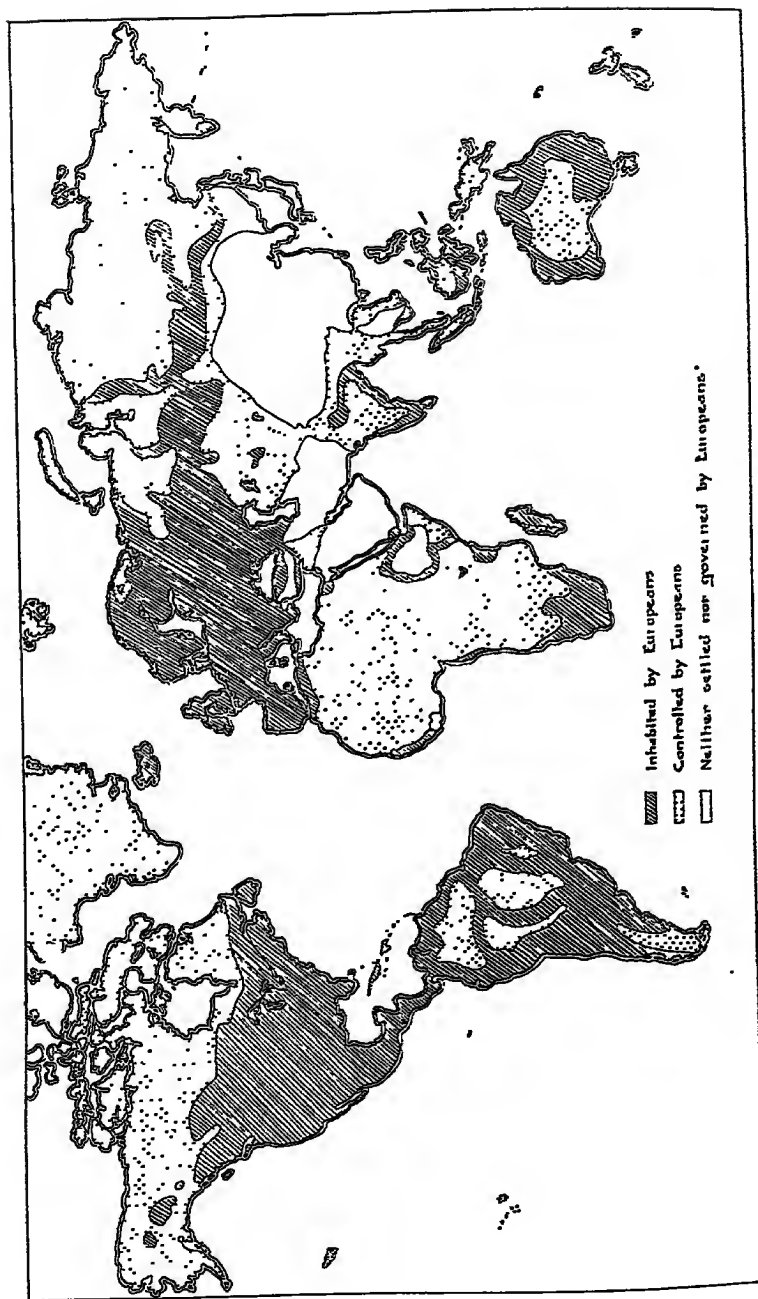 Inhabited by Europeans
Controlled by Europeans
Neither settled nor governed by Europeans*